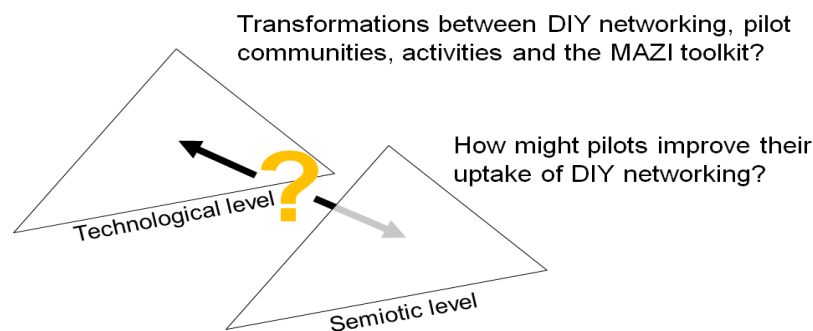 Transformations between DIY networking, pilot
communities, activities and the MAZI toolkit?
How might pilots improve their
uptake of DIY networking?
?
Technological level
Semiotic level